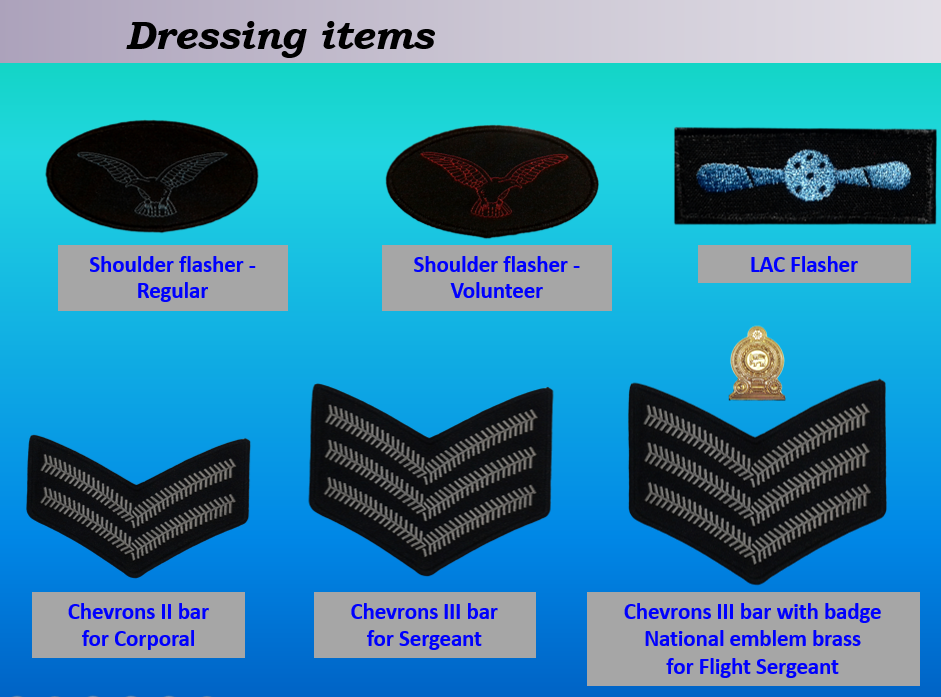 Dressing items
Shoulder flasher -
Regular
Shoulder flasher -
Volunteer
LAC Flasher
Chevrons II bar
for Corporal
Chevrons III bar
for Sergeant
Chevrons III bar with badge
National emblem brass
for Flight Sergeant